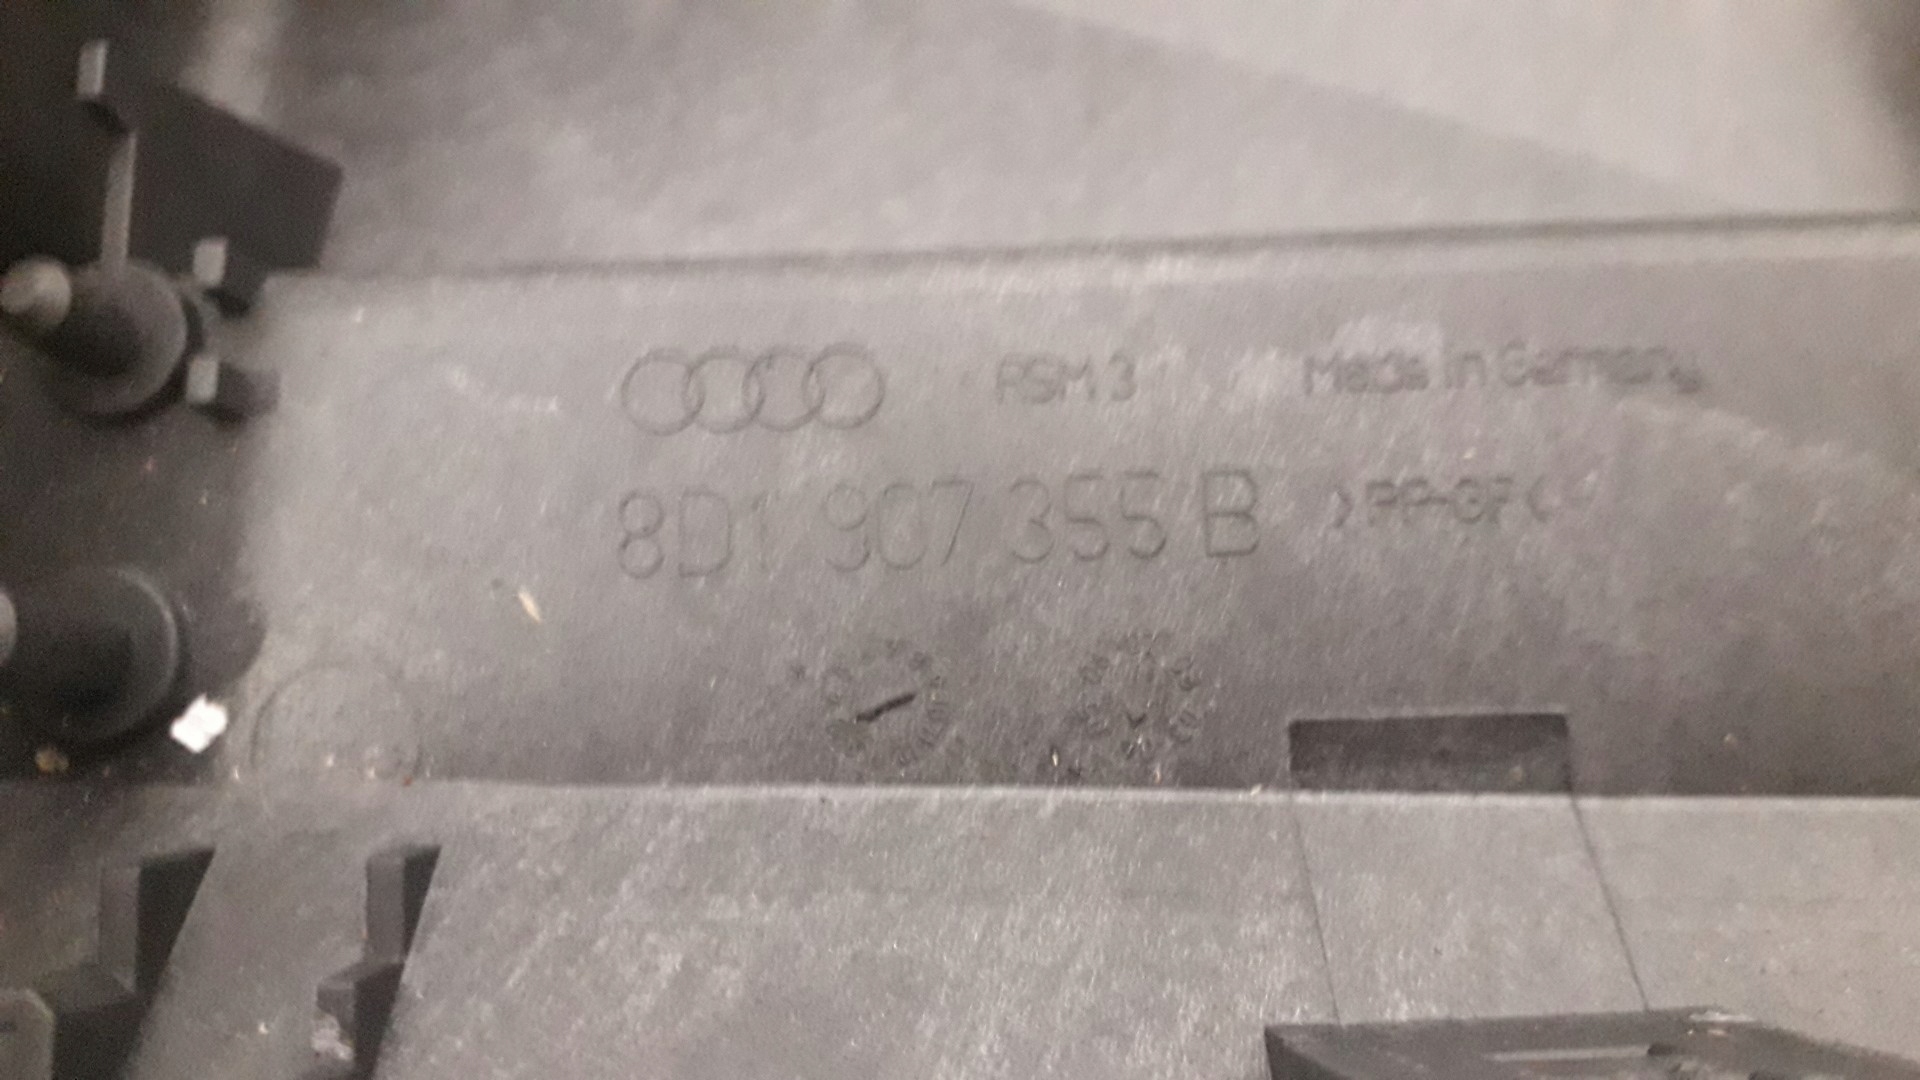 RSM 3 Made in Germany
8D1 907 355 B >PP-GF<